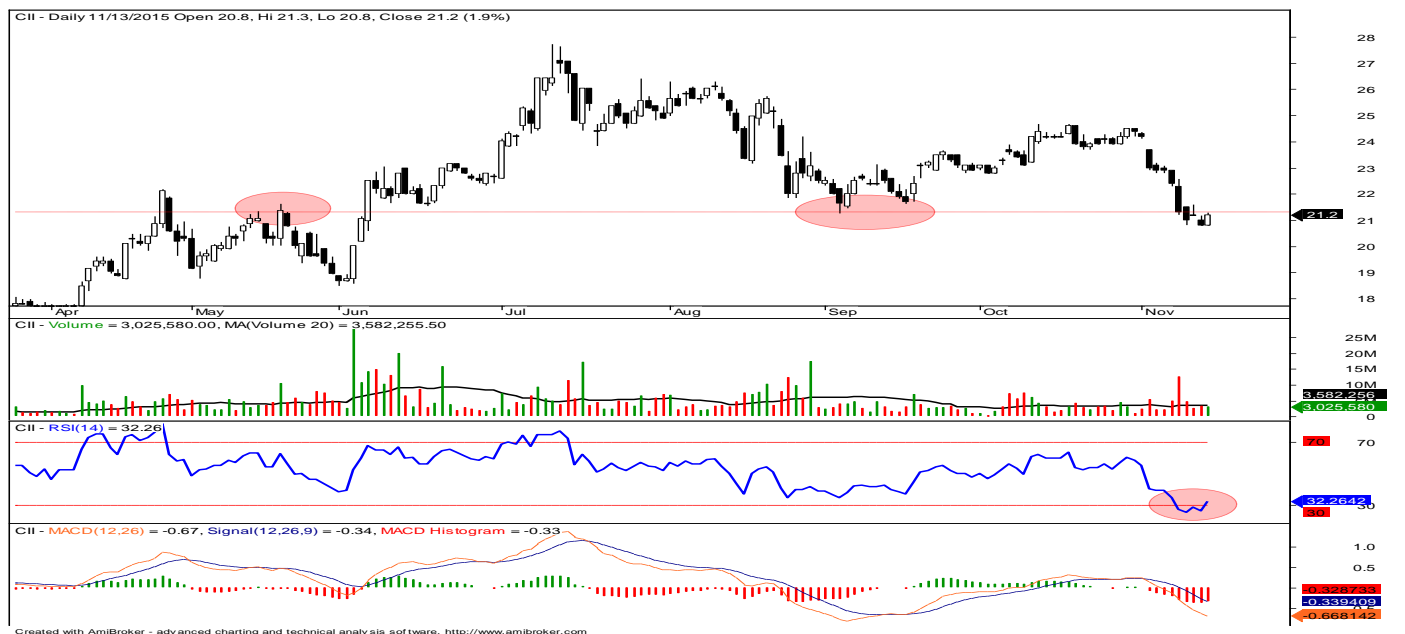 CII - Daily 11/13/2015 Open 20.8, Hi 21.3, Lo 20.8, Close 21.2 (1.9%)
28
27
26
25
24
23
22
21.2
21
20
19
18
Apr May Jun Jul Aug Sep Oct Nov
CII - Volume = 3,025,580.00, MA(Volume 20) = 3,582,255.50
25M
20M
15M
10M
3,582,256
3,025,580
0
CII - RSI(14) = 32.26
70 70
32.2642
30 30
CII - MACD(12,26) = -0.67, Signal(12,26,9) = -0.34, MACD Histogram = -0.33
1.0
0.5
0.0
-0.328733
-0.339409
-0.668142
Created with AmiBroker - advanced charting and technical analysis software. http://www.amibroker.com